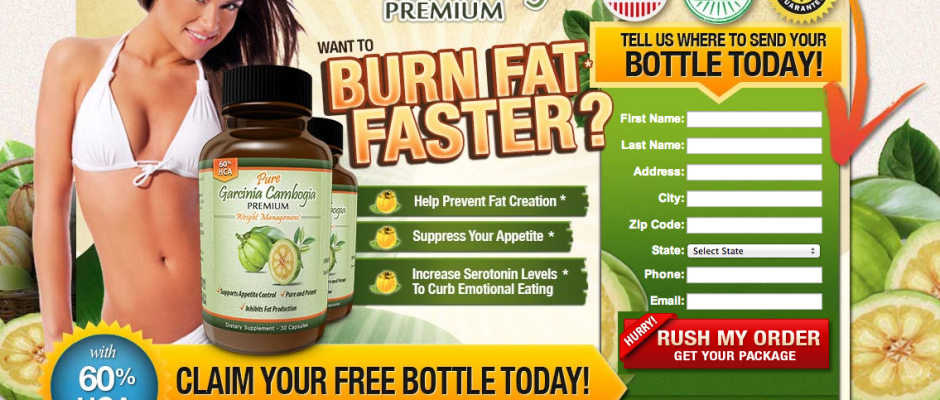 PREMIUM
WANT TO
BURN FAT*
FASTER?
Help Prevent Fat Creation *
Suppress Your Appetite *
Increase Serotonin Levels *
To Curb Emotional Eating
60%
HCA
Pure
Garcinia Cambogia
PREMIUM
Weight Management
Supports Appetite Control
Pure and Potent
Inhibits Fat Production
Dietary Supplement - 30 Capsules
with
60%
HCA
CLAIM YOUR FREE BOTTLE TODAY!
TELL US WHERE TO SEND YOUR
BOTTLE TODAY!
First Name:
Last Name:
Address:
City:
Zip Code:
State: Select State
Phone:
Email:
HURRY!
RUSH MY ORDER
GET YOUR PACKAGE